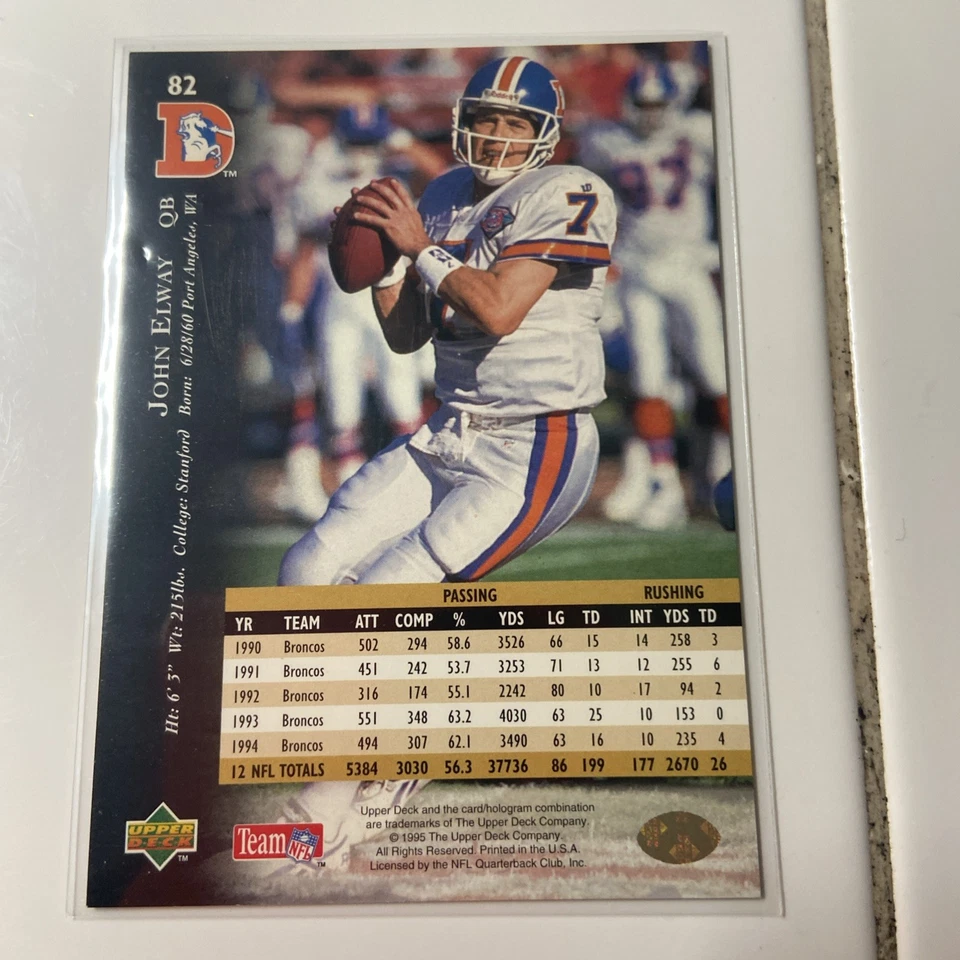 82
D
TM
JOHN ELWAY QB
Ht: 6' 3" Wt: 215lbs. College: Stanford Born: 6/28/60 Port Angeles, WA
7
7
97
PASSING RUSHING
YR TEAM ATT COMP % YDS LG TD INT YDS TD
1990 Broncos 502 294 58.6 3526 66 15 14 258 3
1991 Broncos 451 242 53.7 3253 71 13 12 255 6
1992 Broncos 316 174 55.1 2242 80 10 17 94 2
1993 Broncos 551 348 63.2 4030 63 25 10 153 0
1994 Broncos 494 307 62.1 3490 63 16 10 235 4
12 NFL TOTALS 5384 3030 56.3 37736 86 199 177 2670 26
UPPER
DECK
TM
Team NFL
TM
Upper Deck and the card/hologram combination
are trademarks of The Upper Deck Company.
© 1995 The Upper Deck Company.
All Rights Reserved. Printed in the U.S.A.
Licensed by the NFL Quarterback Club, Inc.